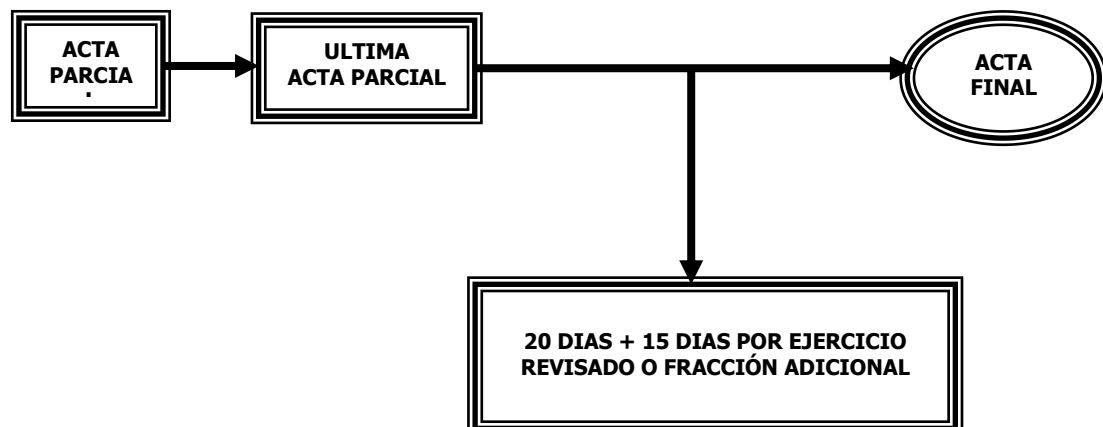 ACTA
PARCIA
ULTIMA
ACTA PARCIAL
ACTA
FINAL
20 DIAS + 15 DIAS POR EJERCICIO
REVISADO O FRACCIÓN ADICIONAL